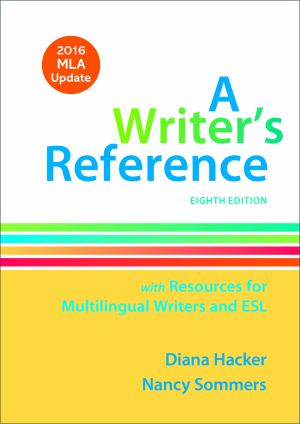 2016
MLA
Update
A
Writer's
Reference
EIGHTH EDITION
with Resources for
Multilingual Writers and ESL
Diana Hacker
Nancy Sommers